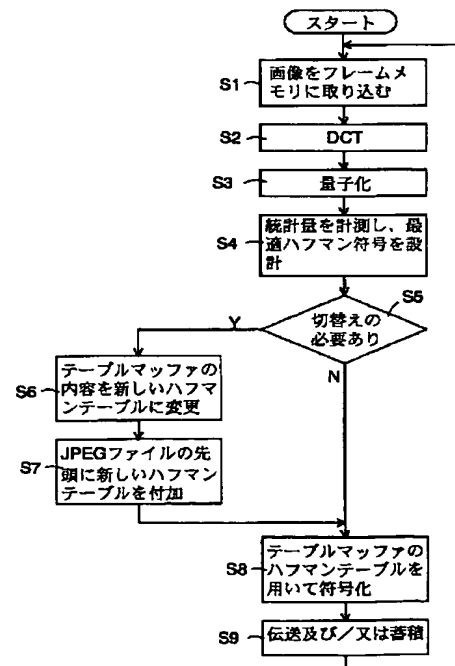 スタート
S1
画像をフレームメ
モリに取り込む
S2
DCT
S3
量子化
S4
統計量を計測し、最
適ハフマン符号を設
計
S5
切替えの
必要あり
Y
N
S6
テーブルマッファの
内容を新しいハフマ
ンテーブルに変更
S7
JPEGファイルの先
頭に新しいハフマン
テーブルを付加
S8
テーブルマッファの
ハフマンテーブルを
用いて符号化
S9
伝送及び／又は蓄積